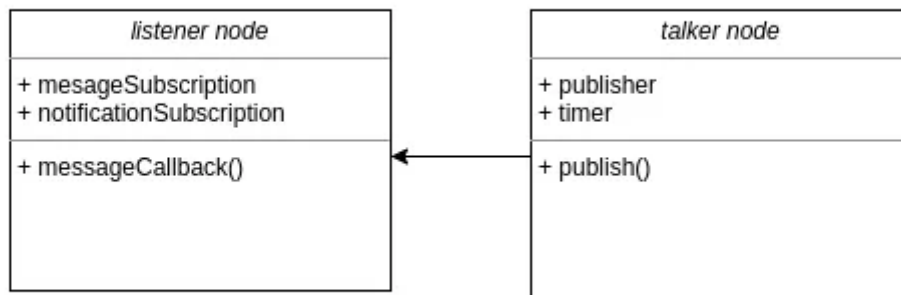 listener node
+ mesageSubscription
+ notificationSubscription
+ messageCallback()
talker node
+ publisher
+ timer
+ publish()